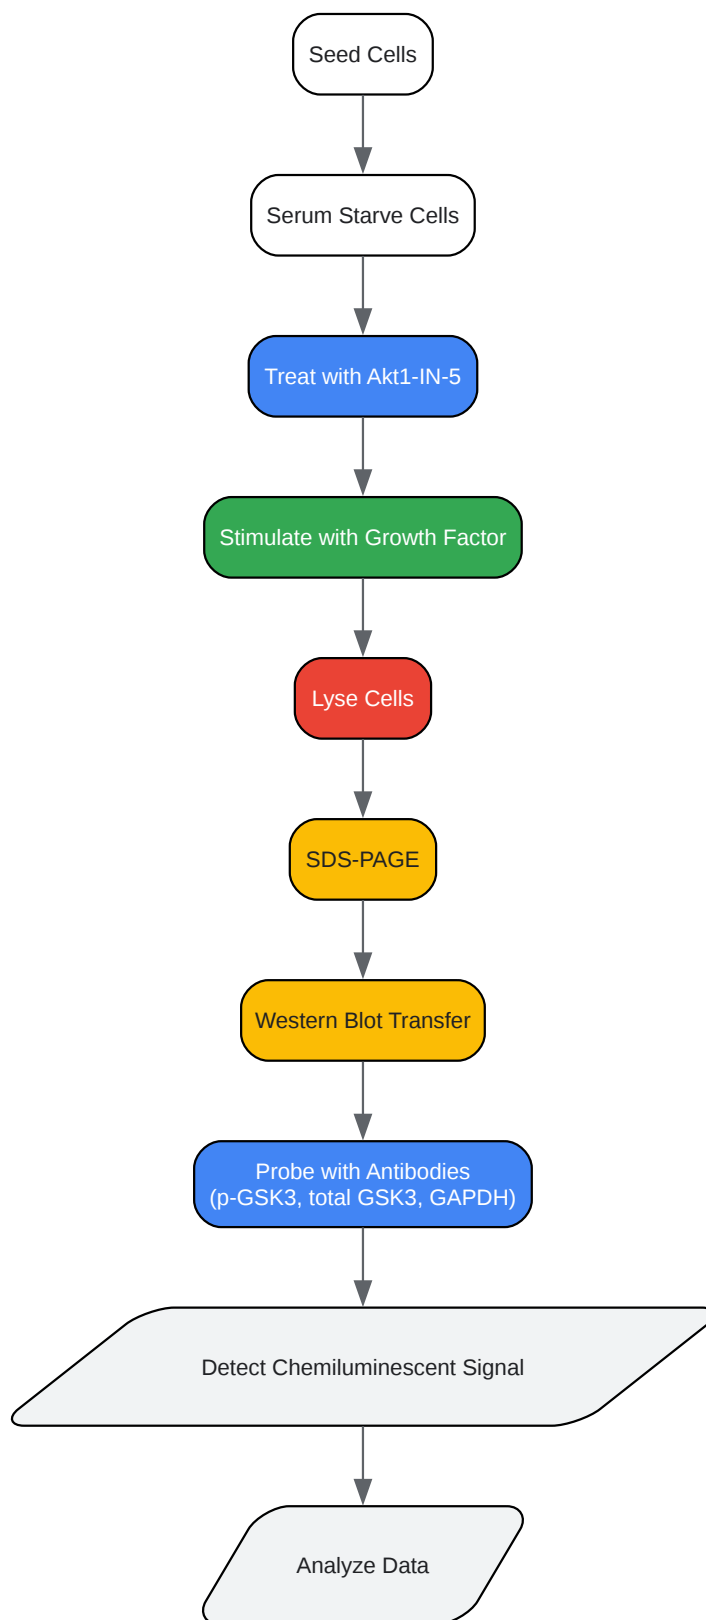 Seed Cells
Serum Starve Cells
Treat with Akt1-IN-5
Stimulate with Growth Factor
Lyse Cells
SDS-PAGE
Western Blot Transfer
Probe with Antibodies
(p-GSK3, total GSK3, GAPDH)
Detect Chemiluminescent Signal
Analyze Data